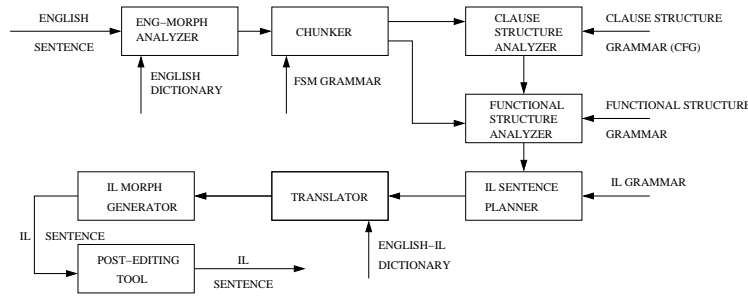 ENGLISH
SENTENCE
ENG-MORPH
ANALYZER
ENGLISH
DICTIONARY
CHUNKER
FSM GRAMMAR
CLAUSE
STRUCTURE
ANALYZER
CLAUSE STRUCTURE
GRAMMAR (CFG)
FUNCTIONAL
STRUCTURE
ANALYZER
FUNCTIONAL STRUCTURE
GRAMMAR
IL SENTENCE
PLANNER
IL GRAMMAR
TRANSLATOR
ENGLISH-IL
DICTIONARY
IL MORPH
GENERATOR
IL SENTENCE
POST-EDITING
TOOL
IL
SENTENCE